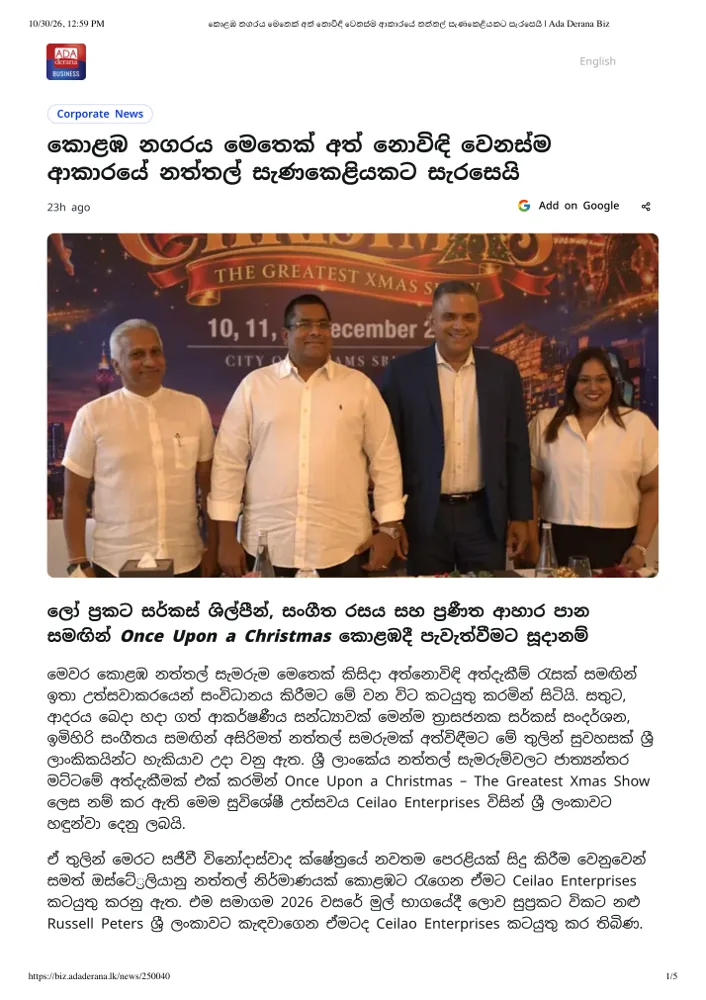 10/30/26, 12:59 PM
කොළඹ නගරය මෙතෙක් අත් නොවිඳි වෙනස්ම ආකාරයේ නත්තල් සැණකෙළියකට සැරසෙයි | Ada Derana Biz
ADA
derana
BUSINESS
English
Corporate News
කොළඹ නගරය මෙතෙක් අත් නොවිඳි වෙනස්ම
ආකාරයේ නත්තල් සැණකෙළියකට සැරසෙයි
23h ago
Add on Google
CHRISTMAS
THE GREATEST XMAS SHOW
10, 11, December 2
CITY OF
ලෝ ප්‍රකට සර්කස් ශිල්පීන්, සංගීත රසය සහ ප්‍රණීත ආහාර පාන
සමඟින් Once Upon a Christmas කොළඹදී පැවැත්වීමට සූදානම්
මෙවර කොළඹ නත්තල් සැමරුම මෙතෙක් කිසිදා අත්නොවිඳි අත්දැකීම් රැසක් සමඟින්
ඉතා උත්සවාකාරයෙන් සංවිධානය කිරීමට මේ වන විට කටයුතු කරමින් සිටියි. සතුට,
ආදරය බෙදා හදා ගත් ආකර්ෂණීය සන්ධ්‍යාවක් මෙන්ම ත්‍රාසජනක සර්කස් සංදර්ශන,
ඉමිහිරි සංගීතය සමඟින් අසිරිමත් නත්තල් සමරුමක් අත්විඳීමට මේ තුලින් සුවහසක් ශ්‍රී
ලාංකිකයින්ට හැකියාව උදා වනු ඇත. ශ්‍රී ලාංකේය නත්තල් සැමරුම්වලට ජාත්‍යන්තර
මට්ටමේ අත්දැකීමක් එක් කරමින් Once Upon a Christmas – The Greatest Xmas Show
ලෙස නම් කර ඇති මෙම සුවිශේෂී උත්සවය Ceilao Enterprises විසින් ශ්‍රී ලංකාවට
හඳුන්වා දෙනු ලබයි.
ඒ තුලින් මෙරට සජීවී විනෝදාස්වාද ක්ෂේත්‍රයේ නවතම පෙරළියක් සිදු කිරීම වෙනුවෙන්
සමත් ඔස්ට්‍රේලියානු නත්තල් නිර්මාණයක් කොළඹට රැගෙන ඒමට Ceilao Enterprises
කටයුතු කරනු ඇත. එම සමාගම 2026 වසරේ මුල් භාගයේදී ලොව සුප්‍රකට විකට නළු
Russell Peters ශ්‍රී ලංකාවට කැඳවාගෙන ඒමටද Ceilao Enterprises කටයුතු කර තිබිණ.
https://biz.adaderana.lk/news/250040
1/5